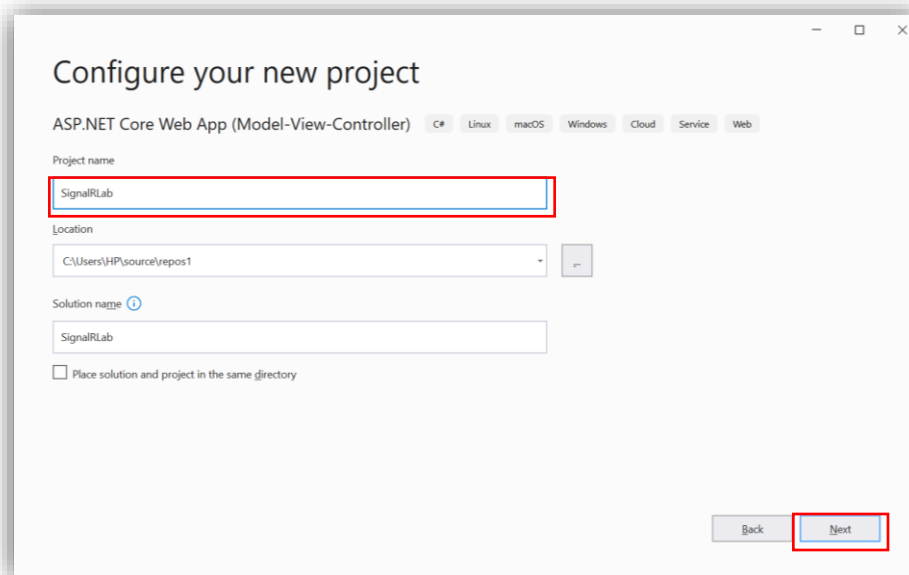 Configure your new project
ASP.NET Core Web App (Model-View-Controller) C# Linux macOS Windows Cloud Service Web
Project name
SignalRLab
Location
C:\Users\HP\source\repos1
...
Solution name
SignalRLab
Place solution and project in the same directory
Back Next